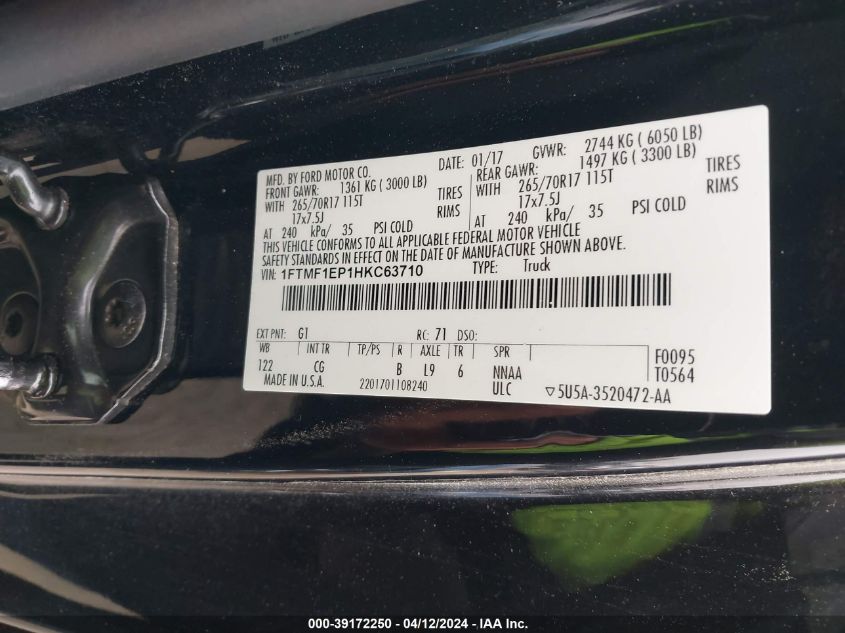 MFD. BY FORD MOTOR CO.
DATE: 01/17 GVWR: 2744 KG (6050 LB)
FRONT GAWR: 1361 KG (3000 LB)
REAR GAWR: 1497 KG (3300 LB)
WITH 265/70R17 115T TIRES
WITH 265/70R17 115T TIRES
17x7.5J RIMS
17x7.5J RIMS
AT 240 kPa/ 35 PSI COLD
AT 240 kPa/ 35 PSI COLD
THIS VEHICLE CONFORMS TO ALL APPLICABLE FEDERAL MOTOR VEHICLE
SAFETY STANDARDS IN EFFECT ON THE DATE OF MANUFACTURE SHOWN ABOVE.
VIN: 1FTMF1EP1HKC63710 TYPE: Truck
EXT PNT: G1 RC: 71 DSO:
WB INT TR TP/PS R AXLE TR SPR F0095
122 CG B L9 6 NNAA T0564
MADE IN U.S.A. 2201701108240 ULC ▽5U5A-3520472-AA
000-39172250 - 04/12/2024 - IAA Inc.